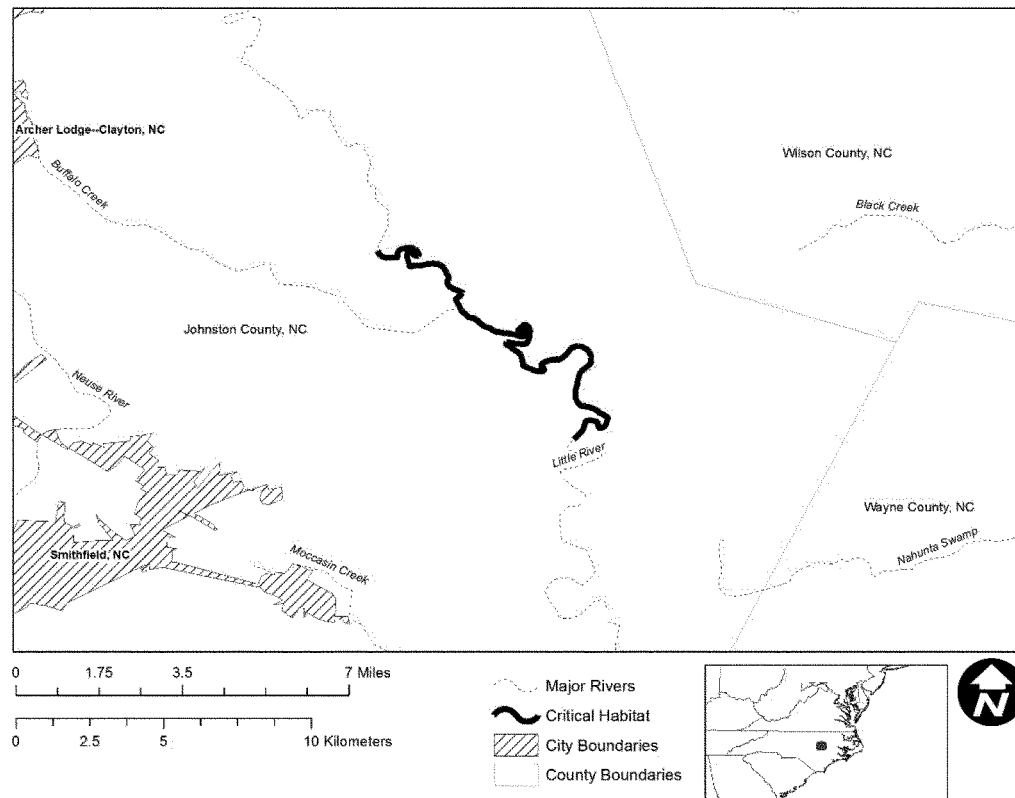 Archer Lodge--Clayton, NC
Buffalo Creek
Wilson County, NC
Black Creek
Johnston County, NC
Neuse River
Little River
Wayne County, NC
Nahunta Swamp
Smithfield, NC
Moccasin Creek
0 1.75 3.5 7 Miles
0 2.5 5 10 Kilometers
Major Rivers
Critical Habitat
City Boundaries
County Boundaries
N